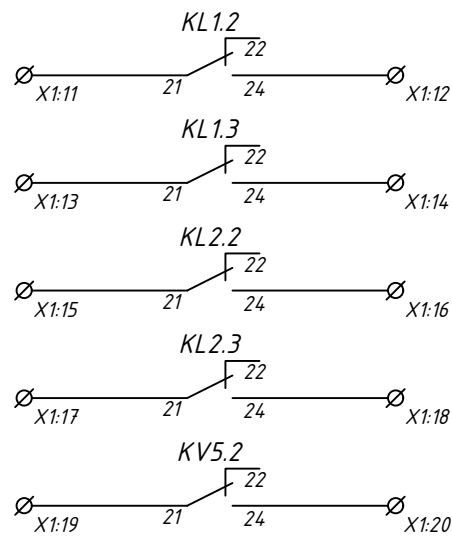 KL1.2
22
X1:11 21 24 X1:12
KL1.3
22
X1:13 21 24 X1:14
KL2.2
22
X1:15 21 24 X1:16
KL2.3
22
X1:17 21 24 X1:18
KV5.2
22
X1:19 21 24 X1:20